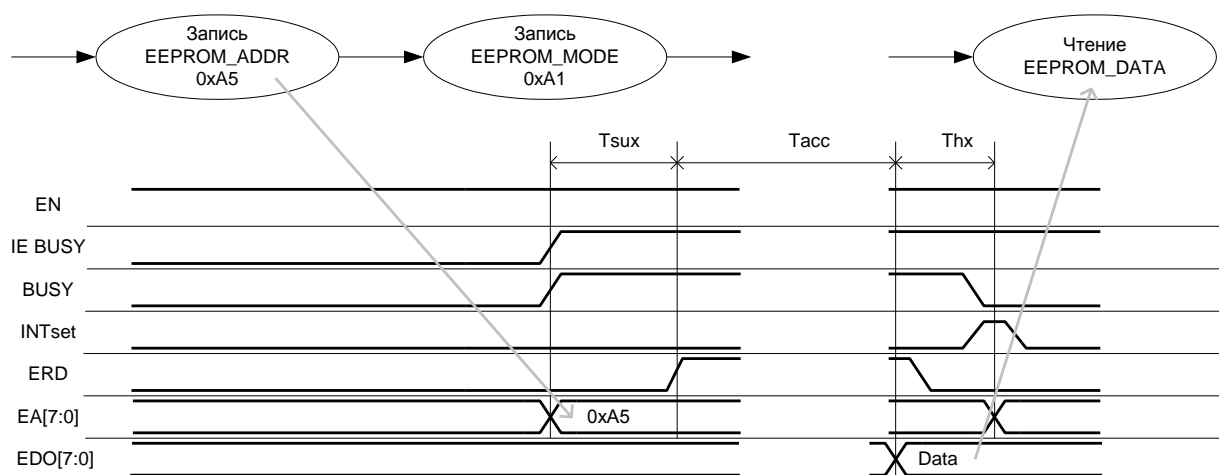 Запись
EEPROM_ADDR
0xA5
Запись
EEPROM_MODE
0xA1
Чтение
EEPROM_DATA
Tsux
Tacc
Thx
EN
IE BUSY
BUSY
INTset
ERD
EA[7:0]
0xA5
EDO[7:0]
Data